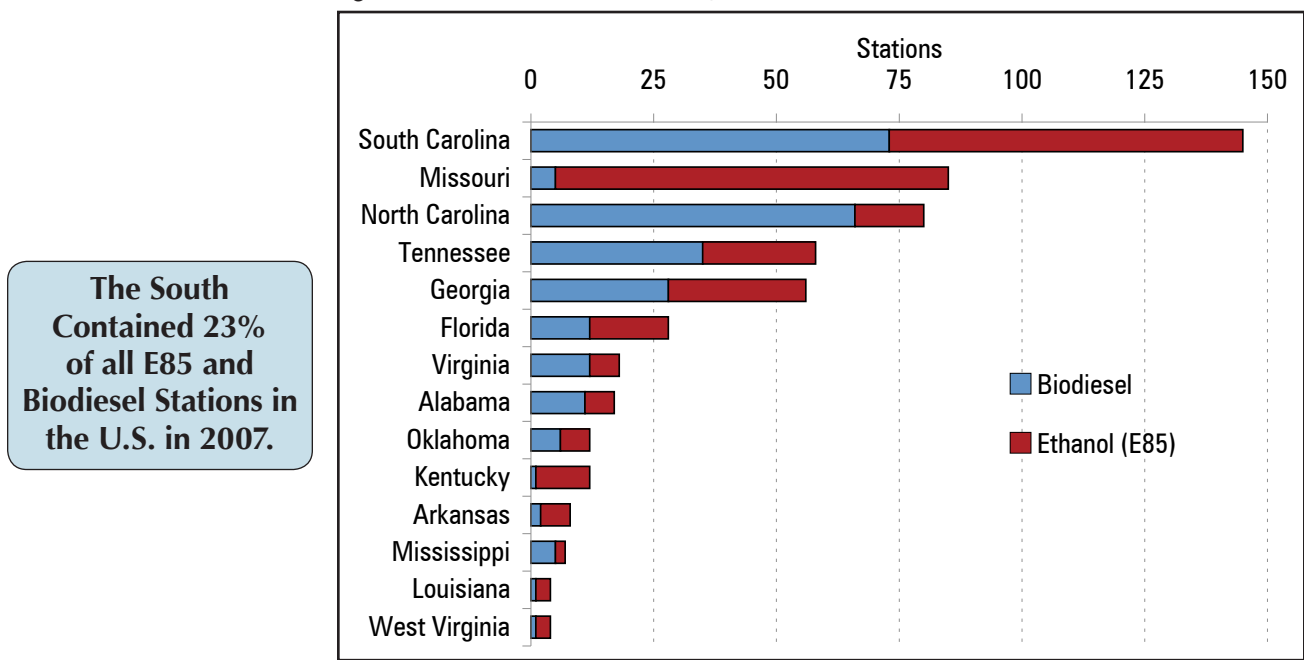 Stations
0 25 50 75 100 125 150
South Carolina
Missouri
North Carolina
Tennessee
Georgia
Florida
Virginia
Alabama
Oklahoma
Kentucky
Arkansas
Mississippi
Louisiana
West Virginia
Biodiesel
Ethanol (E85)
The South
Contained 23%
of all E85 and
Biodiesel Stations in
the U.S. in 2007.